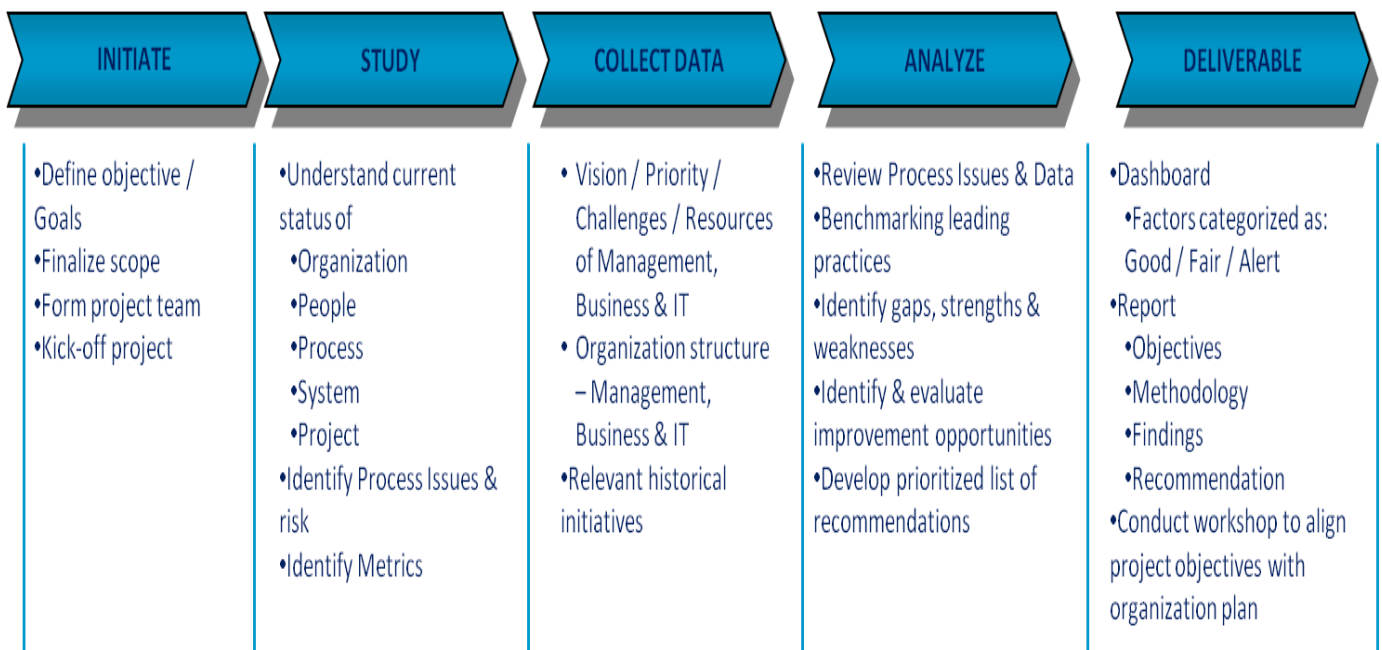 INITIATE
STUDY
COLLECT DATA
ANALYZE
DELIVERABLE
•Define objective /
Goals
•Finalize scope
•Form project team
•Kick-off project
•Understand current
status of
•Organization
•People
•Process
•System
•Project
•Identify Process Issues &
risk
•Identify Metrics
• Vision / Priority /
Challenges / Resources
of Management,
Business & IT
• Organization structure
– Management,
Business & IT
•Relevant historical
initiatives
•Review Process Issues & Data
•Benchmarking leading
practices
•Identify gaps, strengths &
weaknesses
•Identify & evaluate
improvement opportunities
•Develop prioritized list of
recommendations
•Dashboard
•Factors categorized as:
Good / Fair / Alert
•Report
•Objectives
•Methodology
•Findings
•Recommendation
•Conduct workshop to align
project objectives with
organization plan